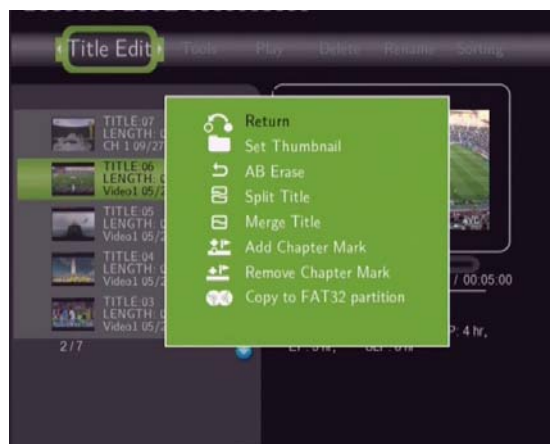 Title Edit Tools Play Delete Rename Sorting
TITLE:07
LENGTH:
CH 1 09/27
TITLE:06
LENGTH:
Video1 05/2
TITLE:05
LENGTH:
Video1 05/2
TITLE:04
LENGTH:
Video1 05/2
TITLE:03
LENGTH:
Video1 05/2
2/7
Return
Set Thumbnail
AB Erase
Split Title
Merge Title
Add Chapter Mark
Remove Chapter Mark
Copy to FAT32 partition
AVC
/ 00:05:00
P: 4 hr,